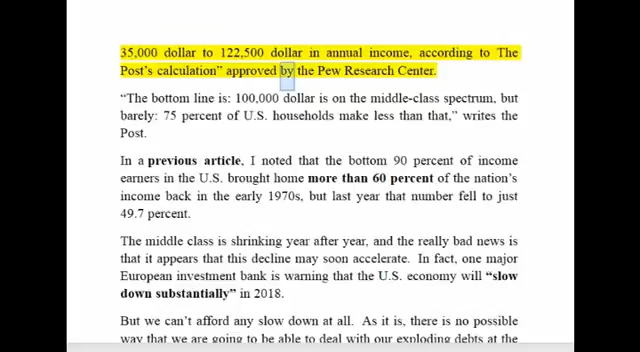 35,000 dollar to 122,500 dollar in annual income, according to The
Post's calculation” approved by the Pew Research Center.
“The bottom line is: 100,000 dollar is on the middle-class spectrum, but
barely: 75 percent of U.S. households make less than that,” writes the
Post.
In a previous article, I noted that the bottom 90 percent of income
earners in the U.S. brought home more than 60 percent of the nation’s
income back in the early 1970s, but last year that number fell to just
49.7 percent.
The middle class is shrinking year after year, and the really bad news is
that it appears that this decline may soon accelerate. In fact, one major
European investment bank is warning that the U.S. economy will “slow
down substantially” in 2018.
But we can’t afford any slow down at all. As it is, there is no possible
way that we are going to be able to deal with our exploding debts at the